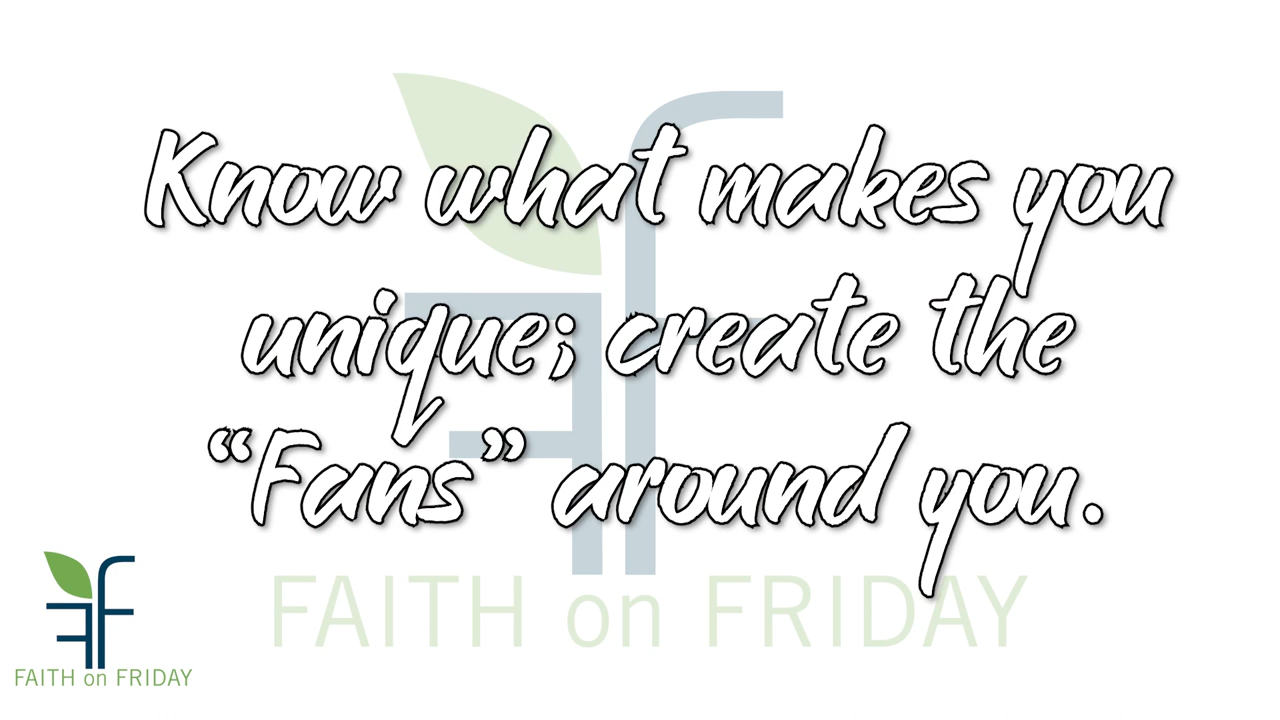 Know what makes you
unique; create the
“Fans” around you.
FAITH on FRIDAY
FAITH on FRIDAY